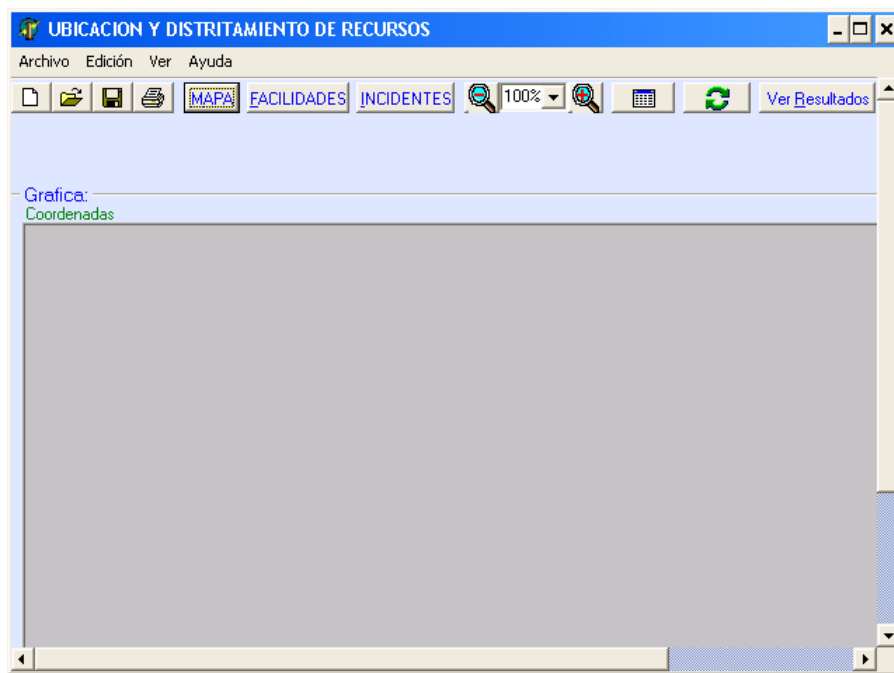 UBICACION Y DISTRITAMIENTO DE RECURSOS
Archivo Edición Ver Ayuda
MAPA FACILIDADES INCIDENTES 100% Ver Resultados
Grafica:
Coordenadas